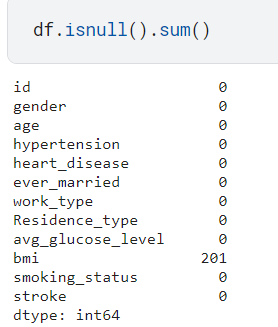 df.isnull().sum()
id 0
gender 0
age 0
hypertension 0
heart_disease 0
ever_married 0
work_type 0
Residence_type 0
avg_glucose_level 0
bmi 201
smoking_status 0
stroke 0
dtype: int64